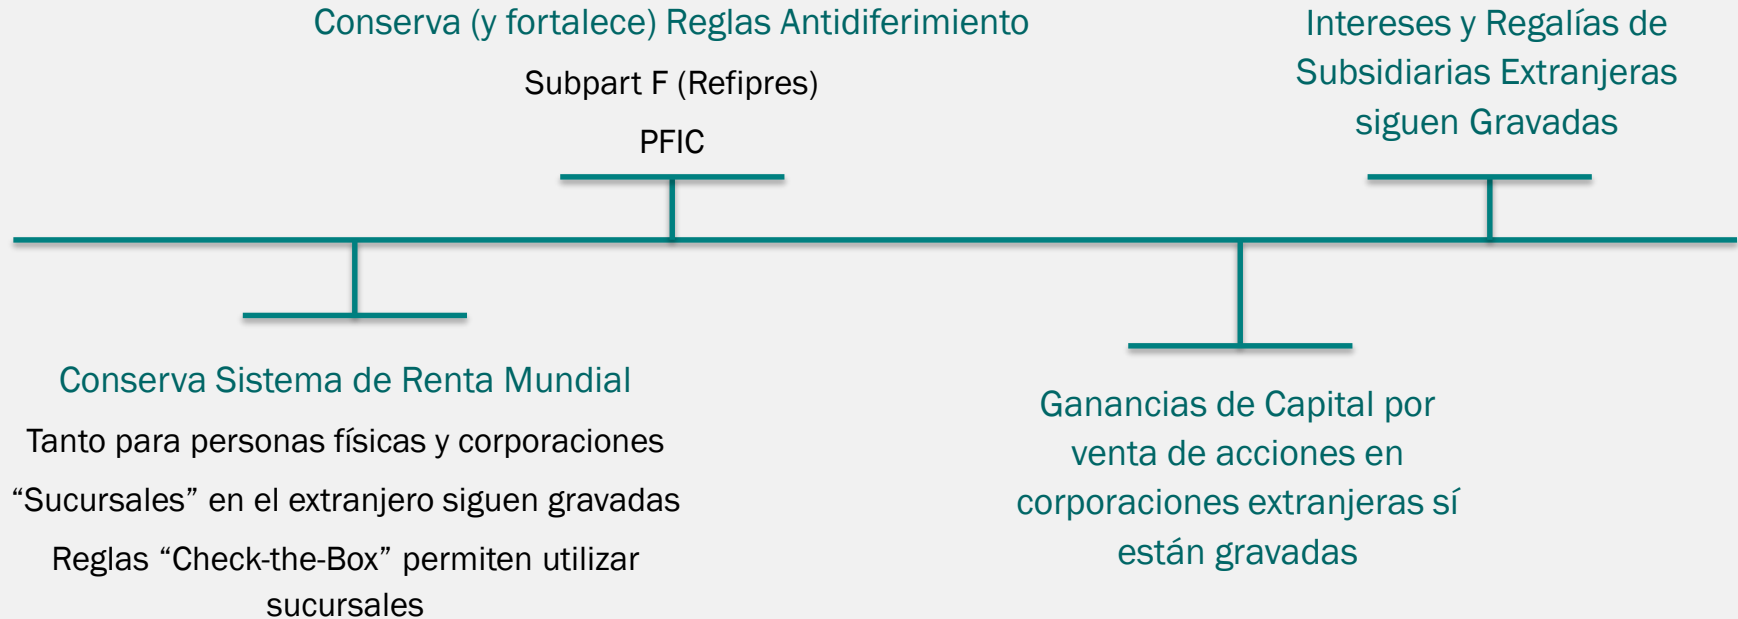 Conserva (y fortalece) Reglas Antidiferimiento
Subpart F (Refipres)
PFIC
Intereses y Regalías de
Subsidiarias Extranjeras
siguen Gravadas
Conserva Sistema de Renta Mundial
Tanto para personas físicas y corporaciones
“Sucursales” en el extranjero siguen gravadas
Reglas “Check-the-Box” permiten utilizar
sucursales
Ganancias de Capital por
venta de acciones en
corporaciones extranjeras sí
están gravadas